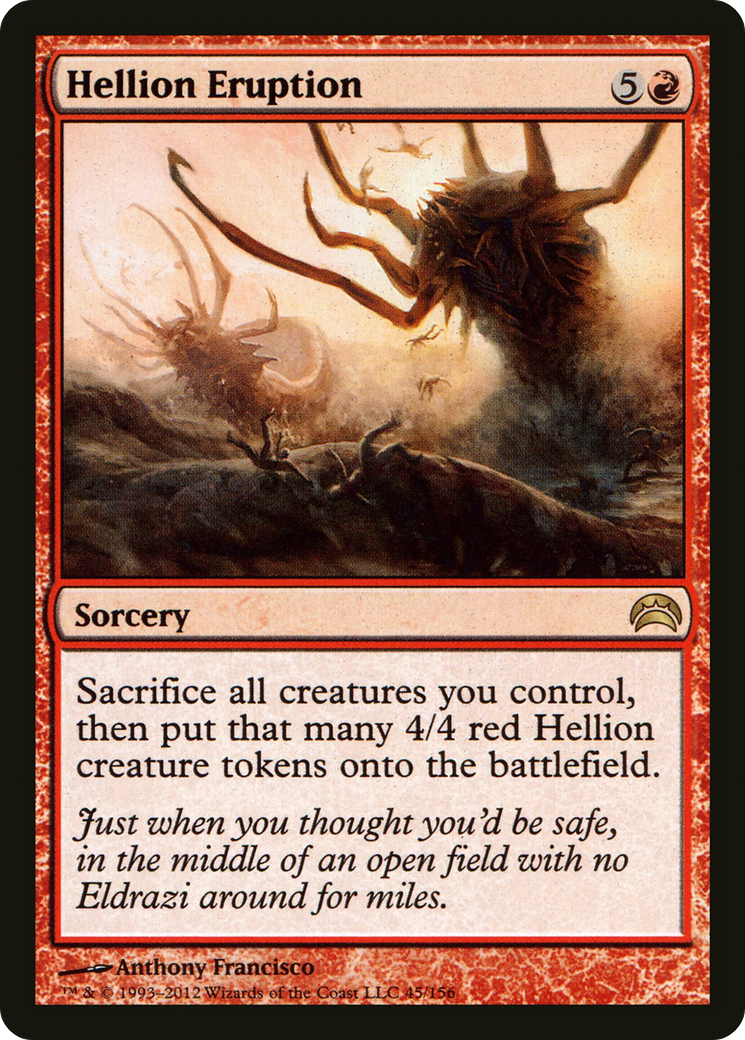 Hellion Eruption 5
Sorcery
Sacrifice all creatures you control,
then put that many 4/4 red Hellion
creature tokens onto the battlefield.
Just when you thought you'd be safe,
in the middle of an open field with no
Eldrazi around for miles.
Anthony Francisco
™ & © 1993–2012 Wizards of the Coast LLC 45/156